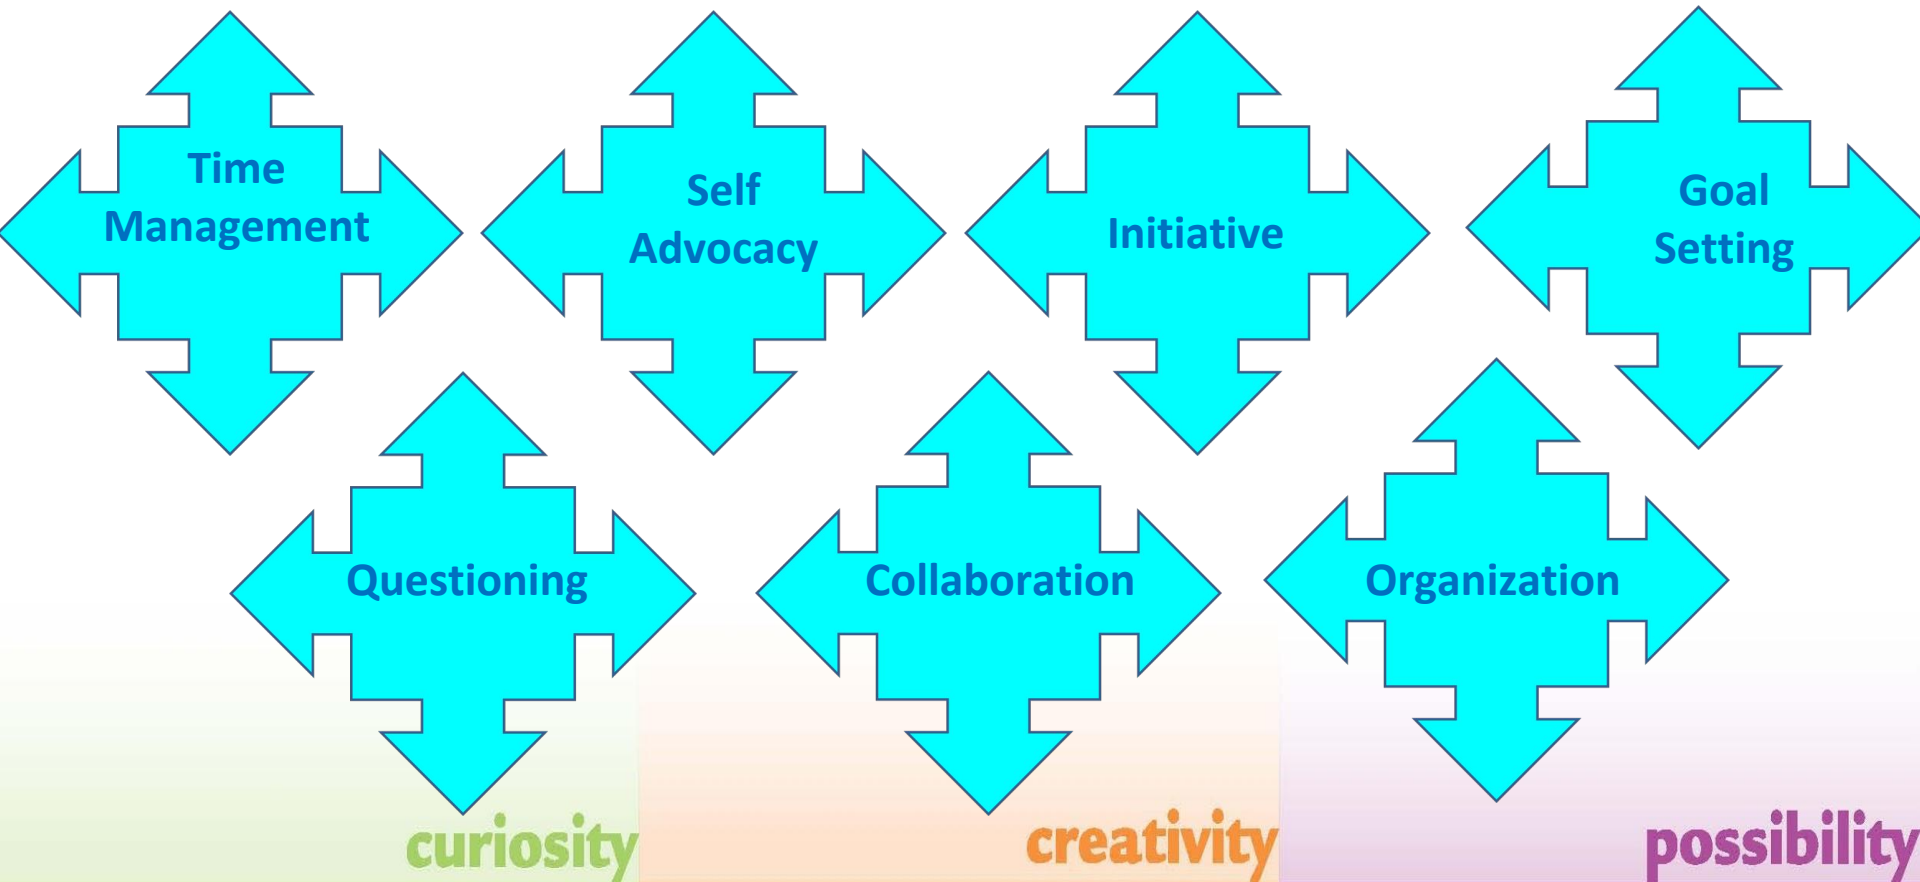 Time
Management
Self
Advocacy
Initiative
Goal
Setting
Questioning
Collaboration
Organization
curiosity
creativity
possibility